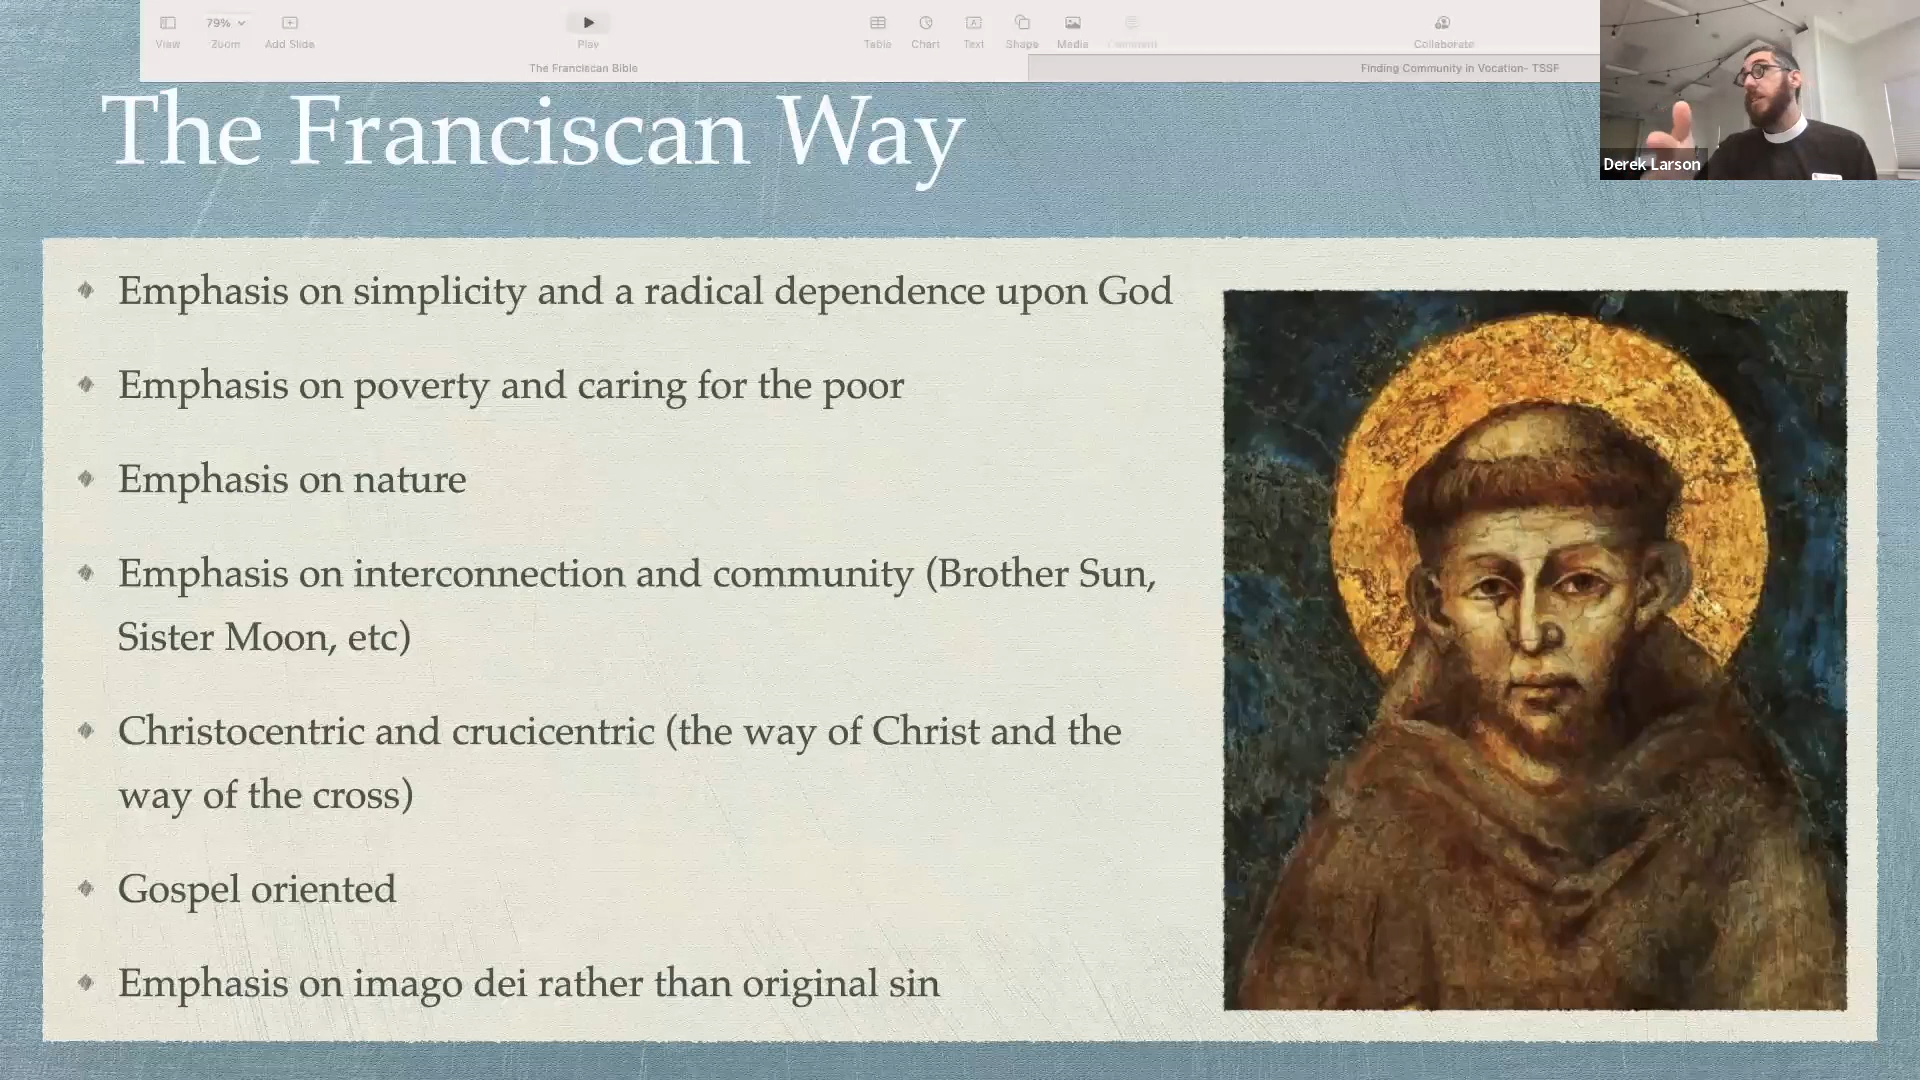 79%
View
Zoom
Add Slide
Play
Table
Chart
Text
Shape
Media
Comment
Collaborate
The Franciscan Bible
Finding Community in Vocation- TSSF
Derek Larson
The Franciscan Way
Emphasis on simplicity and a radical dependence upon God
Emphasis on poverty and caring for the poor
Emphasis on nature
Emphasis on interconnection and community (Brother Sun,
Sister Moon, etc)
Christocentric and crucicentric (the way of Christ and the
way of the cross)
Gospel oriented
Emphasis on imago dei rather than original sin